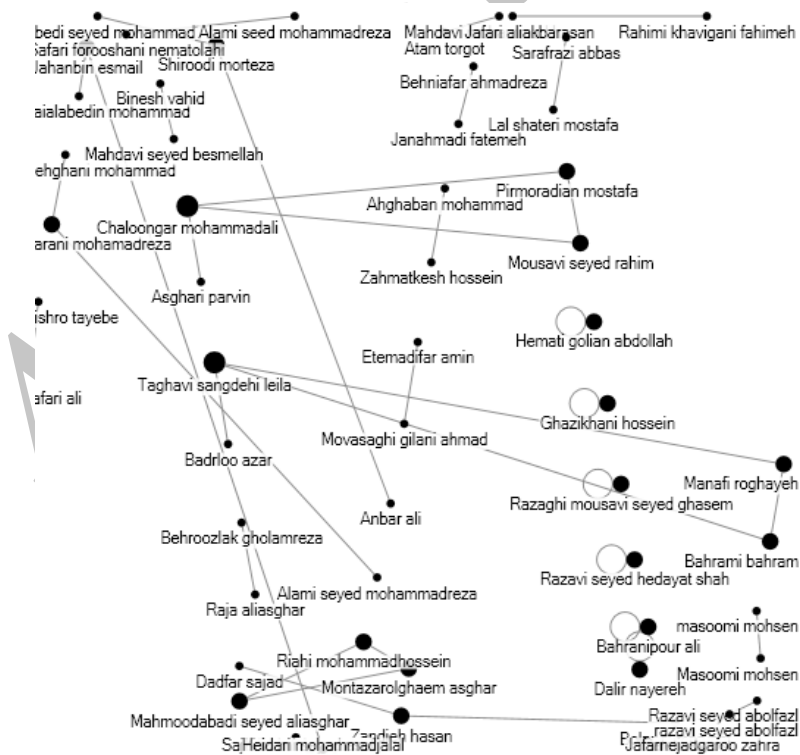 bedi seyed mohammad Alami seed mohammadreza
Mahdavi Jafari aliakbarasan
Rahimi khavigani fahimeh
Safari forooshani nematolahi
Atam torgot
Sarafrazi abbas
Jahanbin esmail
Shiroodi morteza
Behniafar ahmadreza
Binesh vahid
aialabedin mohammad
Lal shateri mostafa
Janahmadi fatemeh
Mahdavi seyed besmellah
ehghani mohammad
Pirmoradian mostafa
Ahghaban mohammad
Chaloongar mohammadali
arani mohamadreza
Mousavi seyed rahim
Zahmatkesh hossein
Asghari parvin
ishro tayebe
Hemati golian abdollah
Etemadifar amin
Taghavi sangdehi leila
afari ali
Ghazikhani hossein
Movasaghi gilani ahmad
Badrloo azar
Manafi roghayeh
Razaghi mousavi seyed ghasem
Anbar ali
Behroozlak gholamreza
Bahrami bahram
Razavi seyed hedayat shah
Alami seyed mohammadreza
Raja aliasghar
masoomi mohsen
Bahranipour ali
Riahi mohammadhossein
Masoomi mohsen
Dadfar sajad
Montazarolghaem asghar
Dalir nayereh
Razavi seyed abolfazl
Mahmoodabadi seyed aliasghar
razavi seyed abolfazl
Zandieh hasan
Heidari mohammadjalal
Jafarnejadgaroo zahra